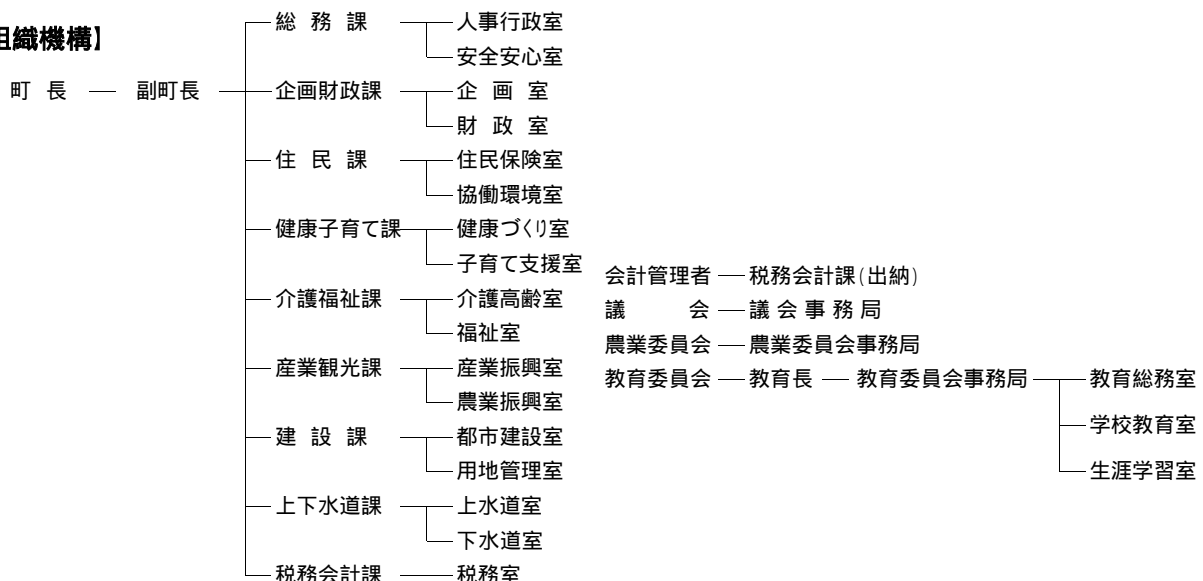 組織機構】
町 長 副町長
総 務 課 人事行政室
安全安心室
企画財政課 企 画 室
財 政 室
住 民 課 住民保険室
協働環境室
健康子育て課 健康づくり室
子育て支援室
介護福祉課 介護高齢室
福祉室
産業観光課 産業振興室
農業振興室
建 設 課 都市建設室
用地管理室
上下水道課 上水道室
下水道室
税務会計課 税務室
会計管理者 税務会計課(出納)
議 会 議 会 事 務 局
農業委員会 農業委員会事務局
教育委員会 教育長 教育委員会事務局 教育総務室
学校教育室
生涯学習室